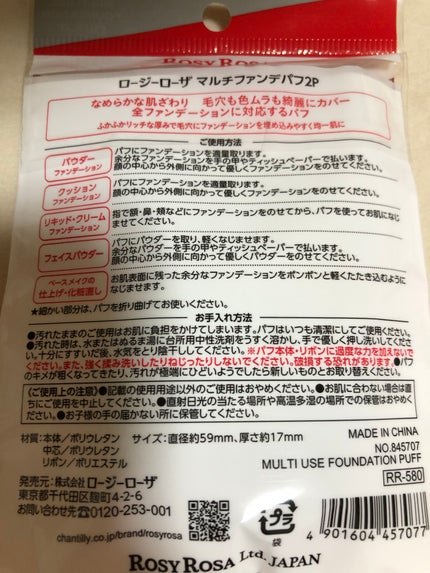 ROSY ROSA
ロージーローザ マルチファンデパフ2P
なめらかな肌ざわり 毛穴も色ムラも綺麗にカバー
全ファンデーションに対応するパフ
ふかふかリッチな厚みで毛穴にファンデーションを埋め込みやすく均一肌に
ご使用方法
パウダー
ファンデーション
パフにファンデーションを適量取ります。
余分なファンデーションを手の甲やティッシュペーパーで払います。
顔の中心から外側に向かって優しくファンデーションをのせてください。
クッション
ファンデーション
パフにファンデーションを適量取ります。
顔の中心から外側に向かって優しくファンデーションをのせてください。
リキッド・クリーム
ファンデーション
指で額・鼻・頬などにファンデーションをのせてから、パフを使ってお肌になじ
ませてください。
フェイスパウダー
パフにパウダーを取り、軽くなじませます。
余分なパウダーを手の甲やティッシュペーパーで払います。
顔の中心から外側に向かって優しくパウダーをのせてください。
ベースメイクの
仕上げ・化粧直し
お肌表面に残った余分なファンデーションをポンポンと軽くたたき込むように
なじませます。
★細かい部分は、パフを折り曲げてお使いください。
お手入れ方法
●汚れたままのご使用はお肌に負担をかけてしまいます。パフはいつも清潔にしてご使用ください。
●汚れた時は、水またはぬるま湯に台所用中性洗剤をうすく溶かし、手で優しく押し洗いしてくださ
い。十分にすすいだ後、水気をとり陰干ししてください。※パフ本体・リボンに過度な力を加えないで
ください。また、強く揉み洗いしたりねじったりしないでください。破損する恐れがあります。●パフ
のキメが粗くなってきたり、汚れが極端にひどいようでしたら新しいものとお取り替えください。
〈ご使用上の注意〉●記載の使用用途以外のご使用はおやめください。●お肌に合わない場合は直
ちにご使用を中止してください。●直射日光の当たる場所や高温多湿の場所での保管はおやめくだ
さい。●お子様の手の届かない所に保管してください。
材質：本体／ポリウレタン サイズ：直径約59mm、厚さ約17mm
中芯／ポリウレタン
リボン／ポリエステル
MADE IN CHINA
NO.845707
MULTI USE FOUNDATION PUFF
RR-580
発売元：株式会社 ロージーローザ
東京都千代田区麹町4-2-6
お問い合わせ先 0120-253-001
chantilly.co.jp/brand/rosyrosa
プラ
袋
4 901604 457077
ROSY ROSA Ltd. JAPAN